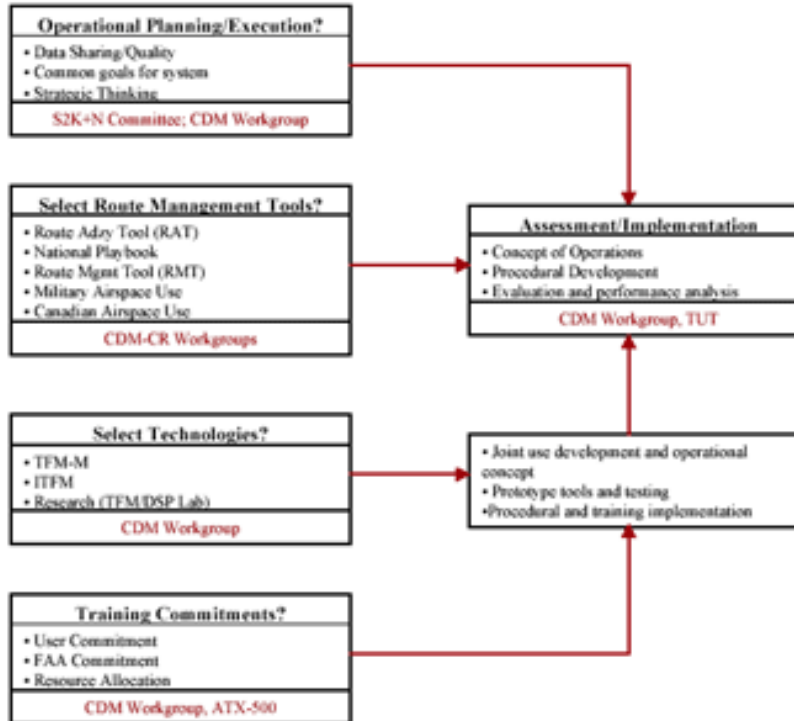 Operational Planning/Execution?
• Data Sharing/Quality
• Common goals for system
• Strategic Thinking
S2K+N Committee; CDM Workgroup
Select Route Management Tools?
• Route Adzy Tool (RAT)
• National Playbook
• Route Mgmt Tool (RMT)
• Military Airspace Use
• Canadian Airspace Use
CDM-CR Workgroups
Assessment/Implementation
• Concept of Operations
• Procedural Development
• Evaluation and performance analysis
CDM Workgroup, TUT
Select Technologies?
• TFM-M
• ITFM
• Research (TFM/DSP Lab)
CDM Workgroup
• Joint use development and operational
concept
• Prototype tools and testing
•Procedural and training implementation
Training Commitments?
• User Commitment
• FAA Commitment
• Resource Allocation
CDM Workgroup, ATX-500